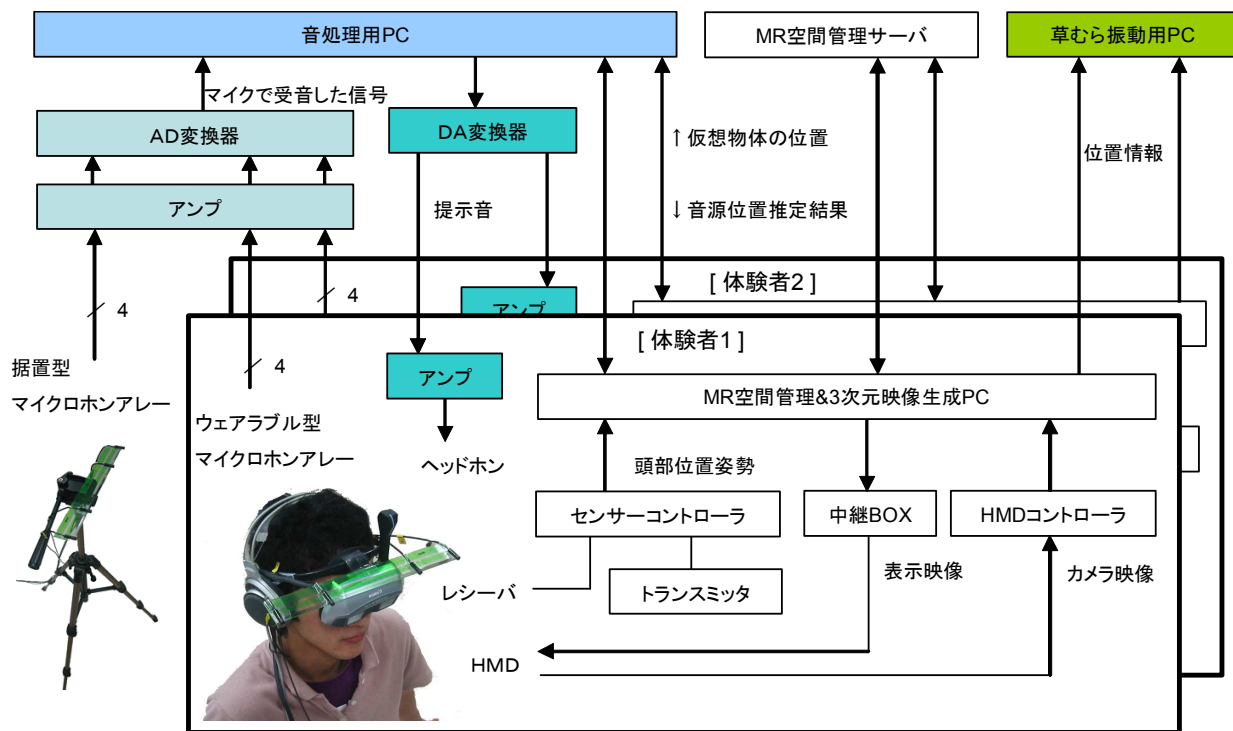 音処理用PC
MR空間管理サーバ
草むら振動用PC
マイクで受音した信号
AD変換器
DA変換器
↑仮想物体の位置
位置情報
アンプ
提示音
↓音源位置推定結果
[ 体験者2 ]
4
4
アンプ
[ 体験者1 ]
4
据置型
マイクロホンアレー
アンプ
MR空間管理&3次元映像生成PC
ウェアラブル型
マイクロホンアレー
ヘッドホン
頭部位置姿勢
センサーコントローラ
中継BOX
HMDコントローラ
レシーバ
トランスミッタ
表示映像
カメラ映像
HMD